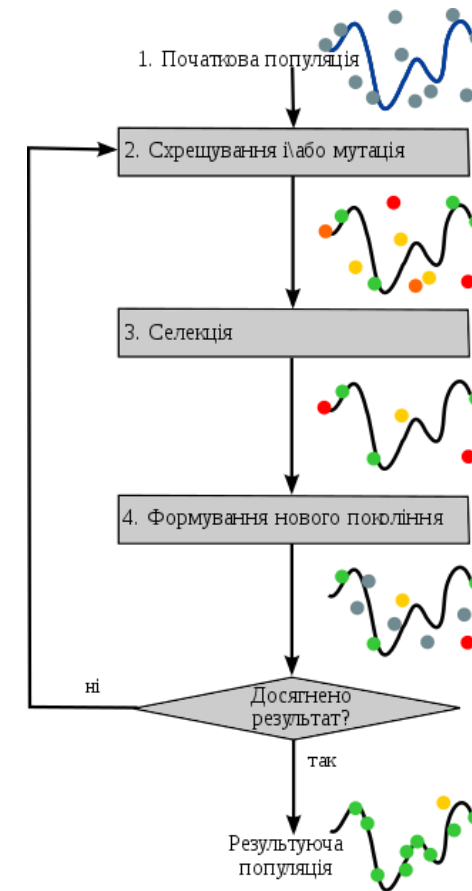 1. Початкова популяція
2. Схрещування і\або мутація
3. Селекція
4. Формування нового покоління
Досягнено
результат?
ні
так
Результуюча
популяція